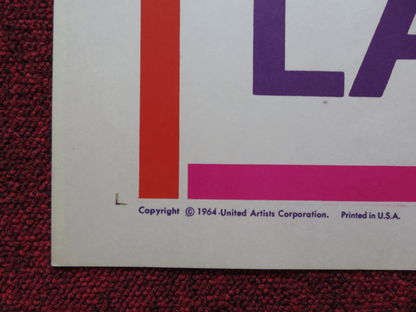 LA
Copyright © 1964 United Artists Corporation. Printed in U.S.A.